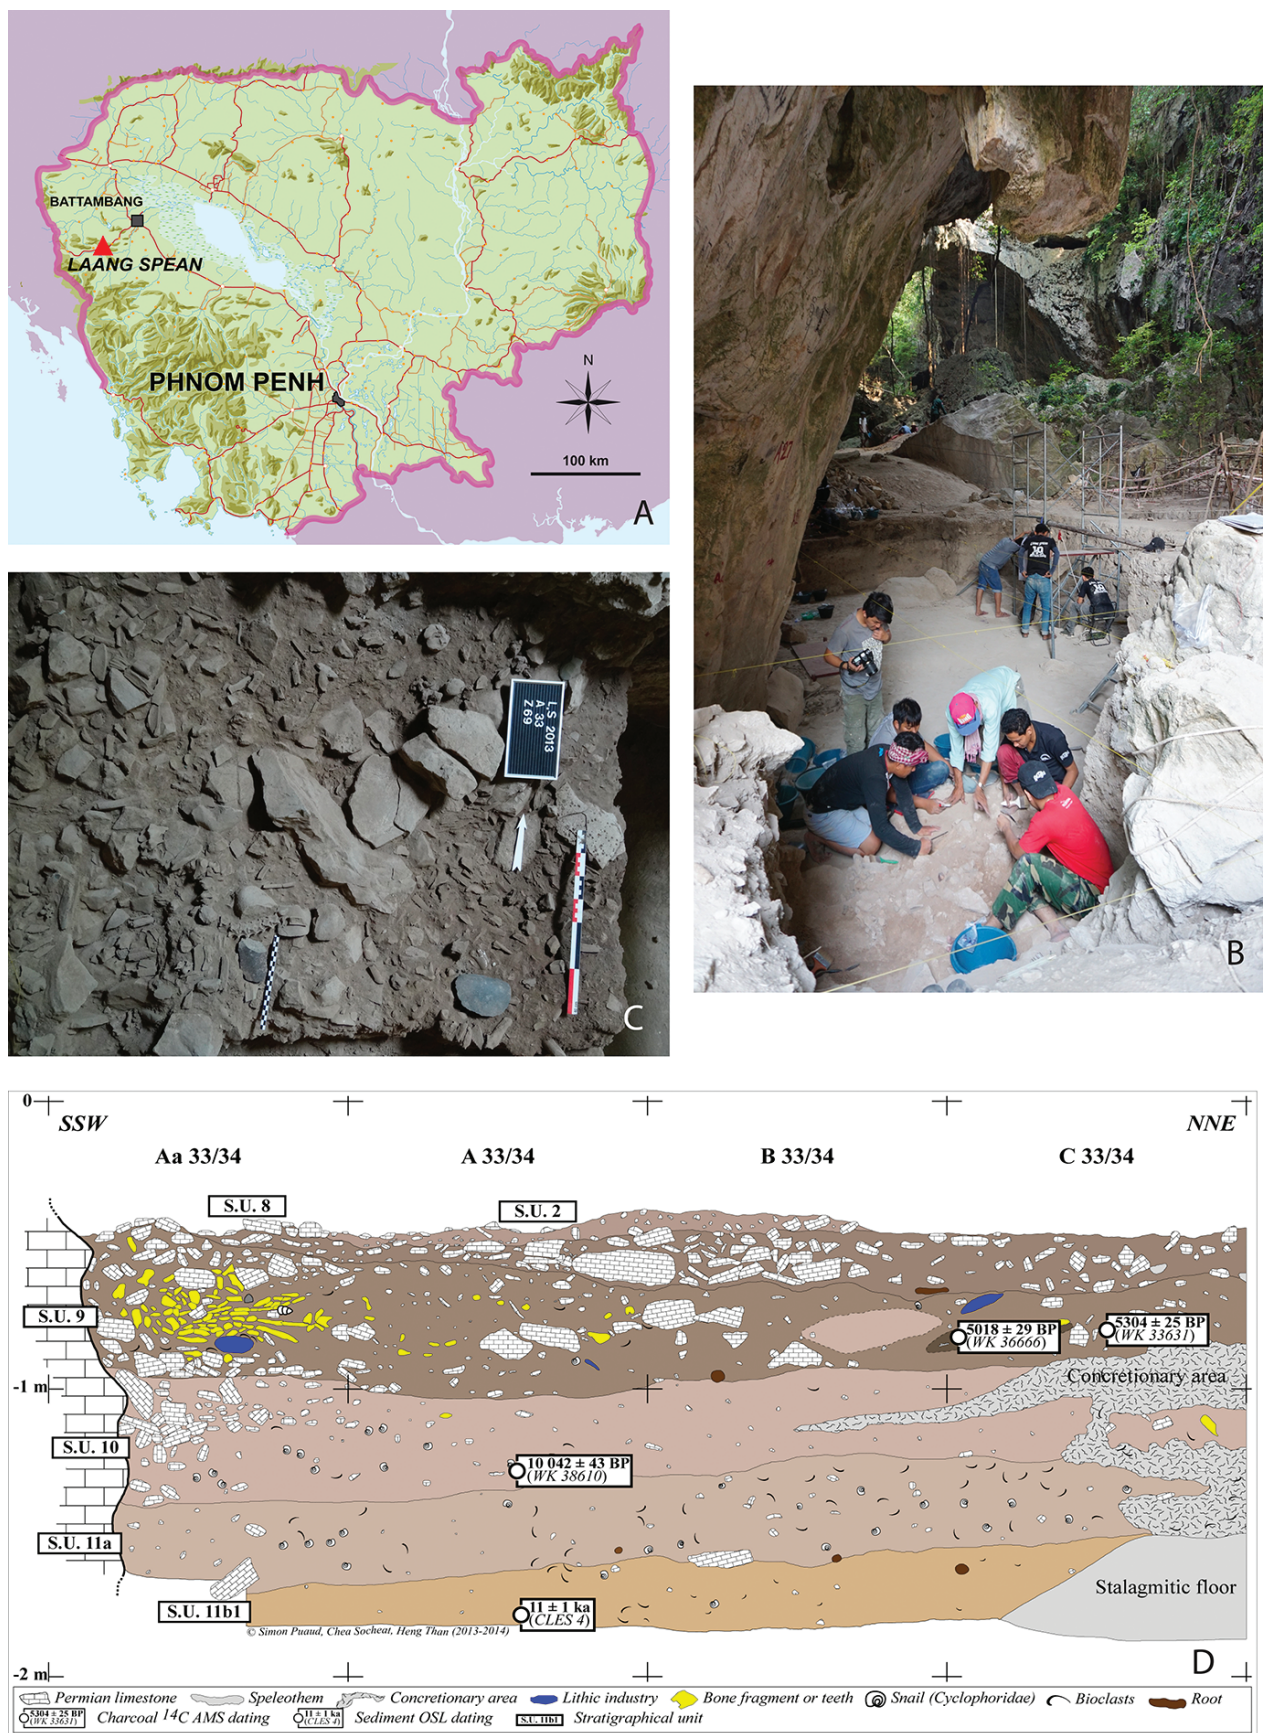 BATTAMBANG
LAANG SPEAN
PHNOM PENH
N
100 km
A
B
L.S 2013
A 33
Z 69
C
0
SSW
NNE
Aa 33/34
A 33/34
B 33/34
C 33/34
S.U. 8
S.U. 2
S.U. 9
5018 ± 29 BP
(WK 36666)
5304 ± 25 BP
(WK 33631)
-1 m
Concretionary area
S.U. 10
10 042 ± 43 BP
(WK 38610)
S.U. 11a
Stalagmitic floor
S.U. 11b1
11 ± 1 ka
(CLES 4)
© Simon Puaud, Chea Socheat, Heng Than (2013-2014)
D
-2 m
Permian limestone Speleothem Concretionary area Lithic industry Bone fragment or teeth Snail (Cyclophoridae) Bioclasts Root
5304 ± 25 BP
(WK 33631)
Charcoal 14C AMS dating
11 ± 1 ka
(CLES 4)
Sediment OSL dating
S.U. 11b1
Stratigraphical unit